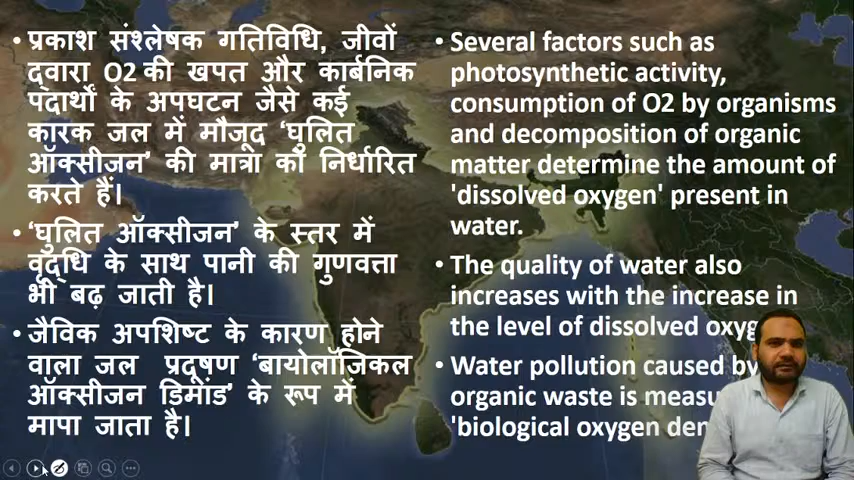 • प्रकाश संश्लेषक गतिविधि, जीवों
द्वारा O2 की खपत और कार्बनिक
पदार्थों के अपघटन जैसे कई
कारक जल में मौजूद ‘घुलित
ऑक्सीजन’ की मात्रा को निर्धारित
करते हैं।
• ‘घुलित ऑक्सीजन’ के स्तर में
वृद्धि के साथ पानी की गुणवत्ता
भी बढ़ जाती है।
• जैविक अपशिष्ट के कारण होने
वाला जल प्रदूषण ‘बायोलॉजिकल
ऑक्सीजन डिमांड’ के रूप में
मापा जाता है।
• Several factors such as
photosynthetic activity,
consumption of O2 by organisms
and decomposition of organic
matter determine the amount of
'dissolved oxygen' present in
water.
• The quality of water also
increases with the increase in
the level of dissolved
• Water pollution caused by
organic waste is
'biological oxygen